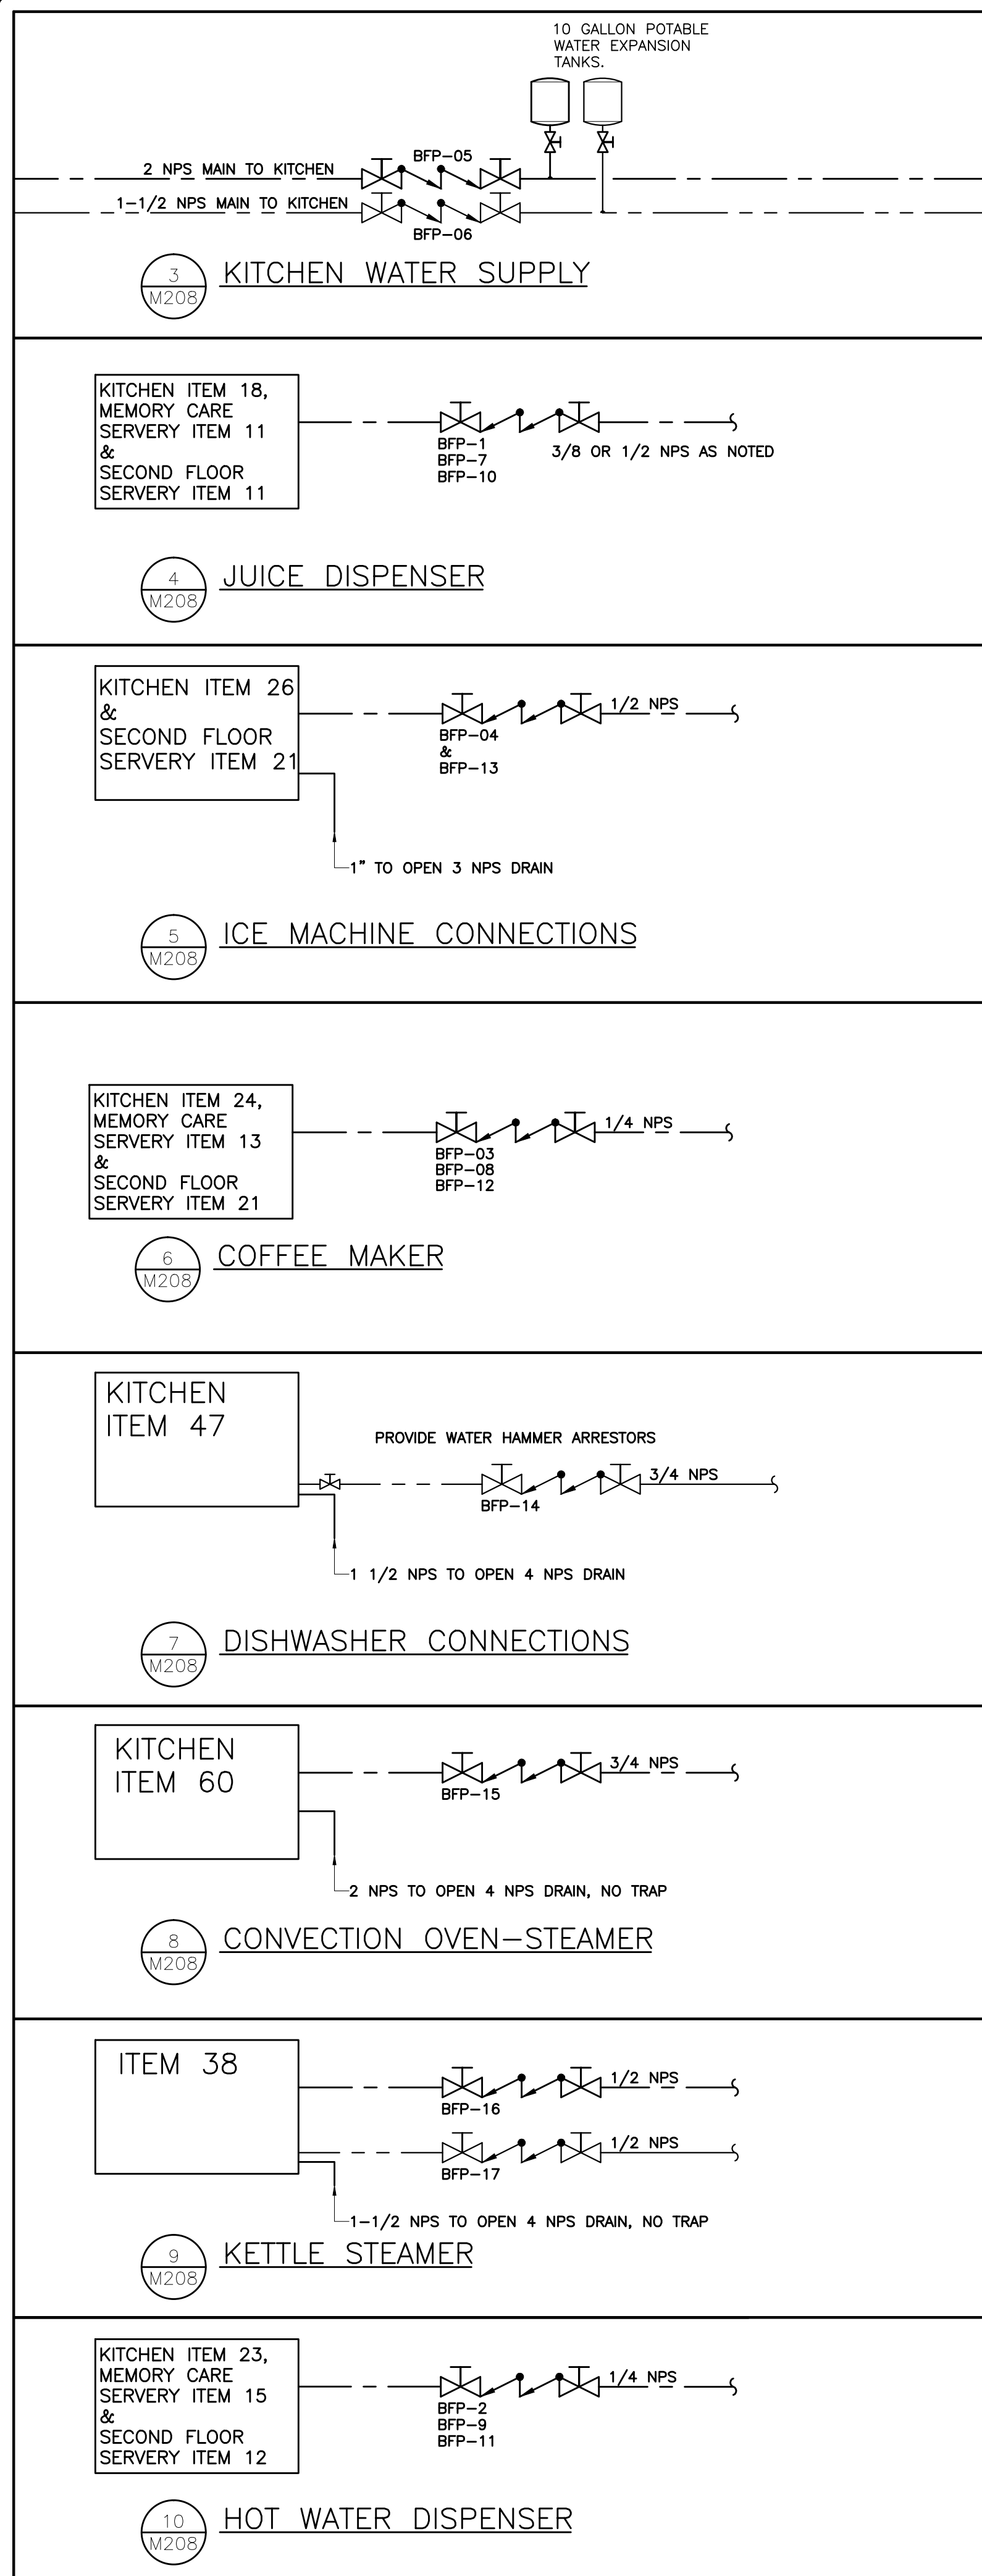 10 GALLON POTABLE
WATER EXPANSION
TANKS.
BFP-05
2 NPS MAIN TO KITCHEN
1-1/2 NPS MAIN TO KITCHEN
BFP-06
3
M208
KITCHEN WATER SUPPLY
KITCHEN ITEM 18,
MEMORY CARE
SERVERY ITEM 11
&
SECOND FLOOR
SERVERY ITEM 11
BFP-1
BFP-7
BFP-10
3/8 OR 1/2 NPS AS NOTED
4
M208
JUICE DISPENSER
KITCHEN ITEM 26
&
SECOND FLOOR
SERVERY ITEM 21
1/2 NPS
BFP-04
&
BFP-13
1" TO OPEN 3 NPS DRAIN
5
M208
ICE MACHINE CONNECTIONS
KITCHEN ITEM 24,
MEMORY CARE
SERVERY ITEM 13
&
SECOND FLOOR
SERVERY ITEM 21
1/4 NPS
BFP-03
BFP-08
BFP-12
6
M208
COFFEE MAKER
KITCHEN
ITEM 47
PROVIDE WATER HAMMER ARRESTORS
3/4 NPS
BFP-14
1 1/2 NPS TO OPEN 4 NPS DRAIN
7
M208
DISHWASHER CONNECTIONS
KITCHEN
ITEM 60
3/4 NPS
BFP-15
2 NPS TO OPEN 4 NPS DRAIN, NO TRAP
8
M208
CONVECTION OVEN-STEAMER
ITEM 38
1/2 NPS
BFP-16
1/2 NPS
BFP-17
1-1/2 NPS TO OPEN 4 NPS DRAIN, NO TRAP
9
M208
KETTLE STEAMER
KITCHEN ITEM 23,
MEMORY CARE
SERVERY ITEM 15
&
SECOND FLOOR
SERVERY ITEM 12
1/4 NPS
BFP-2
BFP-9
BFP-11
10
M208
HOT WATER DISPENSER